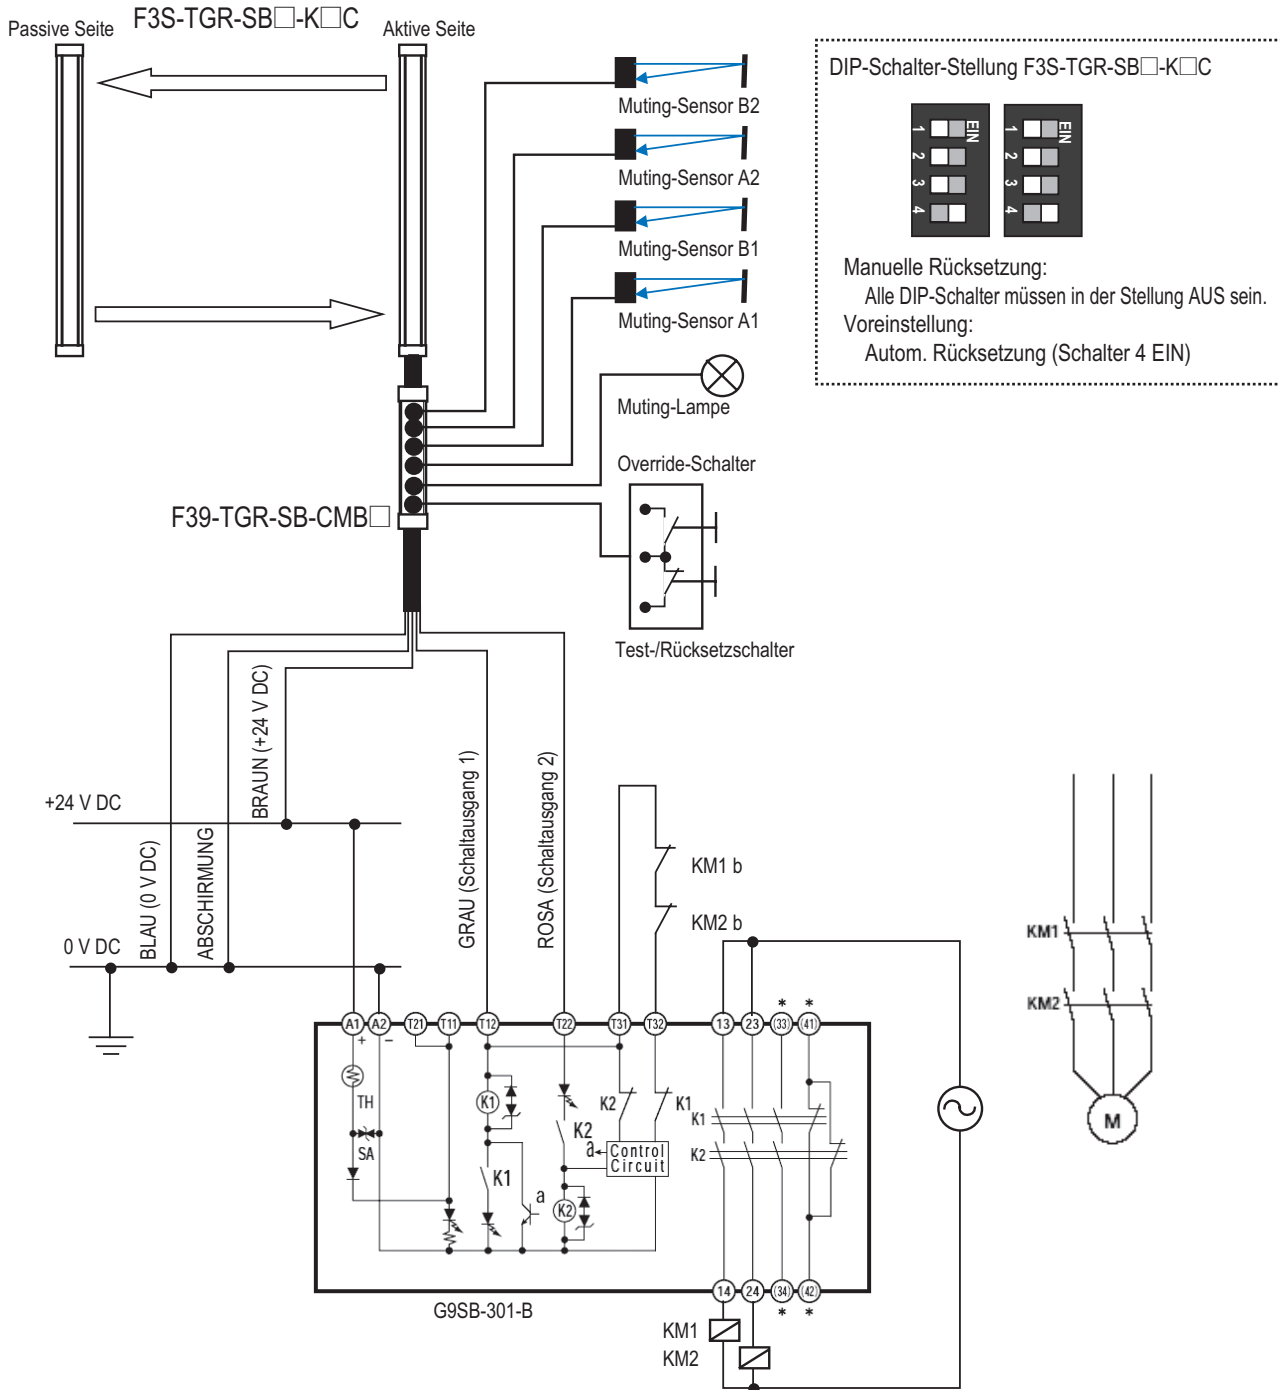 F3S-TGR-SB□-K□C
Passive Seite
Aktive Seite
Muting-Sensor B2
Muting-Sensor A2
Muting-Sensor B1
Muting-Sensor A1
Muting-Lampe
Override-Schalter
Test-/Rücksetzschalter
F39-TGR-SB-CMB□
DIP-Schalter-Stellung F3S-TGR-SB□-K□C
1 2 3 4 EIN
1 2 3 4 EIN
Manuelle Rücksetzung:
Alle DIP-Schalter müssen in der Stellung AUS sein.
Voreinstellung:
Autom. Rücksetzung (Schalter 4 EIN)
+24 V DC
0 V DC
BLAU (0 V DC)
ABSCHIRMUNG
BRAUN (+24 V DC)
GRAU (Schaltausgang 1)
ROSA (Schaltausgang 2)
KM1 b
KM2 b
KM1
KM2
M
* *
A1 A2 T21 T11 T12 T22 T31 T32 13 23 (33) (41)
+ −
TH
SA
K1
K1
a
K2
K2
K2
K1
a
Control
Circuit
K1
K2
14 24 (34) (42)
* *
G9SB-301-B
KM1
KM2